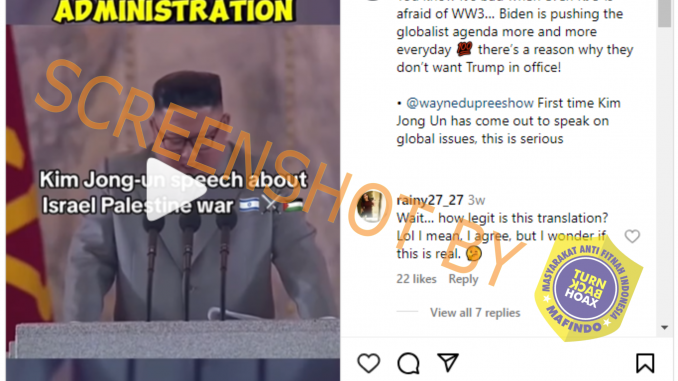 ADMINISTRATION
Kim Jong-un speech about
Israel Palestine war 🇮🇱⚔️🇵🇸
afraid of WW3... Biden is pushing the
globalist agenda more and more
everyday 💯 there's a reason why they
don't want Trump in office!
• @waynedupreeshow First time Kim
Jong Un has come out to speak on
global issues, this is serious
rainy27_27 3w
Wait... how legit is this translation?
Lol I mean, I agree, but I wonder if
this is real. 😕
22 likes Reply
View all 7 replies
SCREENSHOT BY
MASYARAKAT ANTI FITNAH INDONESIA
TURN
BACK
HOAX
MAFINDO